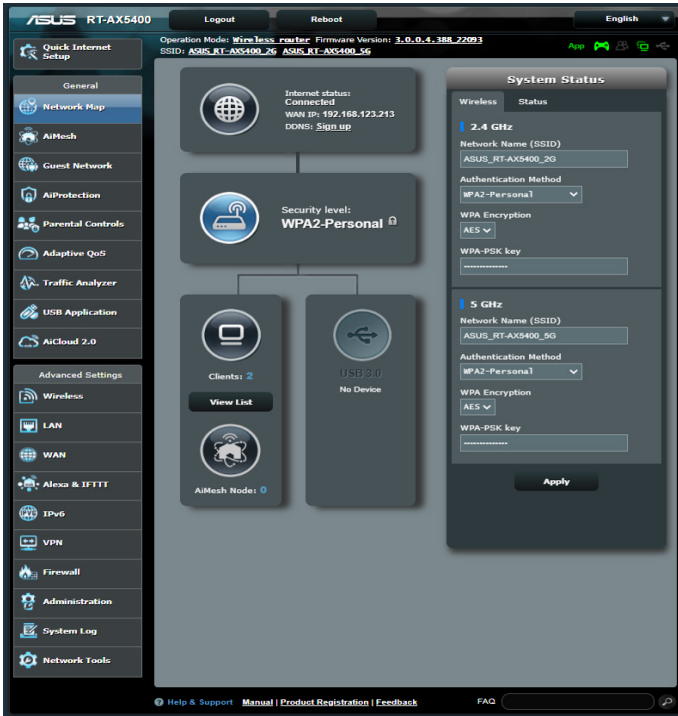 ASUS RT-AX5400
Logout
Reboot
English
Quick Internet Setup
Operation Mode: Wireless router Firmware Version: 3.0.0.4.388_22093
SSID: ASUS_RT-AX5400_2G ASUS_RT-AX5400_5G
App
General
Network Map
AiMesh
Guest Network
AiProtection
Parental Controls
Adaptive QoS
Traffic Analyzer
USB Application
AiCloud 2.0
Advanced Settings
Wireless
LAN
WAN
Alexa & IFTTT
IPv6
VPN
Firewall
Administration
System Log
Network Tools
Internet status:
Connected
WAN IP: 192.168.123.213
DDNS: Sign up
Security level:
WPA2-Personal
Clients: 2
View List
AiMesh Node: 0
USB 3.0
No Device
System Status
Wireless Status
2.4 GHz
Network Name (SSID)
ASUS_RT-AX5400_2G
Authentication Method
WPA2-Personal
WPA Encryption
AES
WPA-PSK key
--------------
5 GHz
Network Name (SSID)
ASUS_RT-AX5400_5G
Authentication Method
WPA2-Personal
WPA Encryption
AES
WPA-PSK key
--------------
Apply
Help & Support Manual | Product Registration | Feedback
FAQ